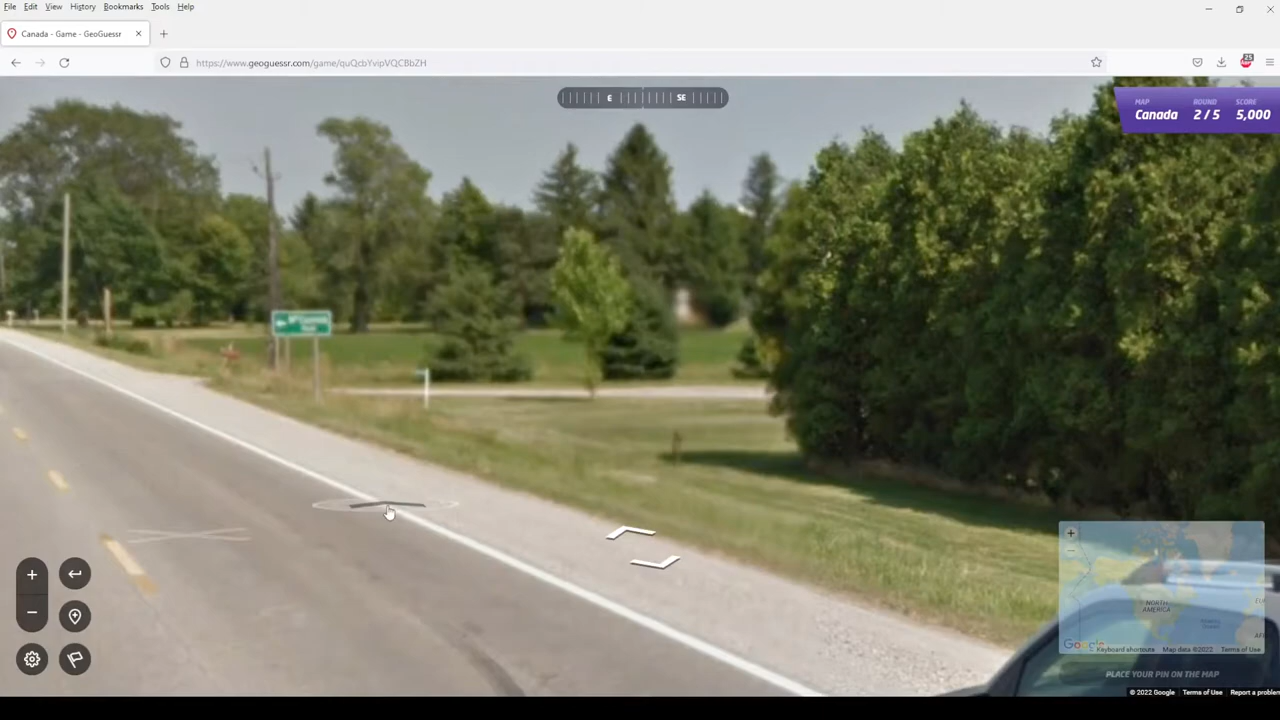 File Edit View History Bookmarks Tools Help
Canada - Game - GeoGuessr
https://www.geoguessr.com/game/quQcbYvipVQCBbZH
25
E SE
MAP ROUND SCORE
Canada 2 / 5 5,000
NORTH
AMERICA
Google
Keyboard shortcuts Map data ©2022 Terms of Use
PLACE YOUR PIN ON THE MAP
© 2022 Google Terms of Use Report a problem